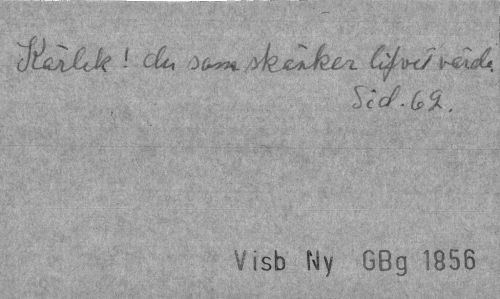 Kärlek! du som skänker lifvet värde
Sid. 62.
Visb Ny GBg 1856